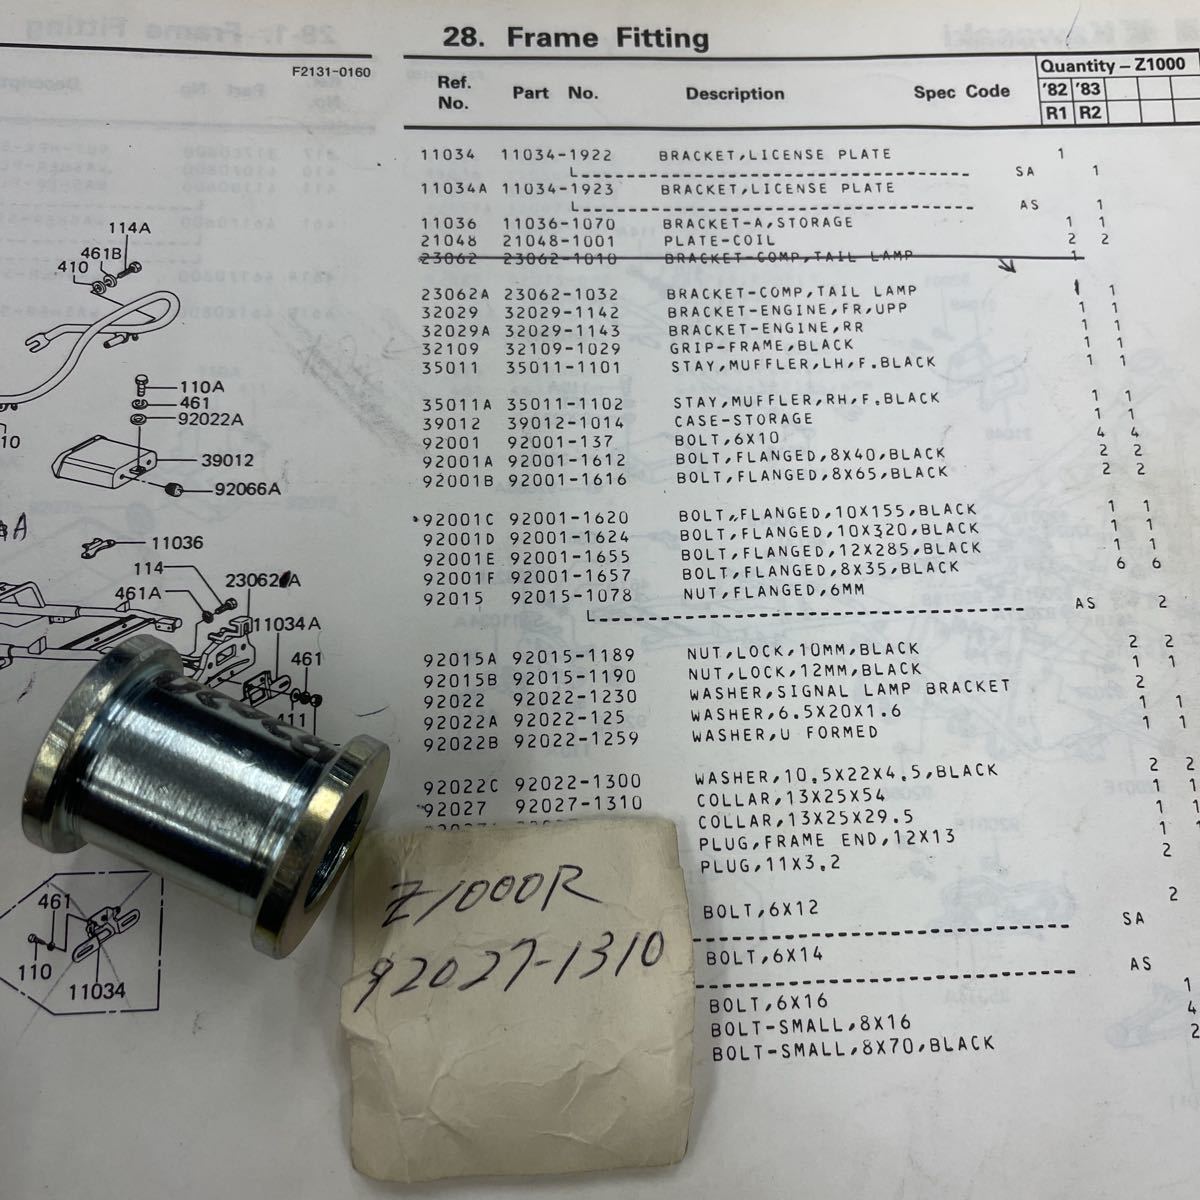 28. Frame Fitting
F2131-0160
Ref. No. Part No. Description Spec Code Quantity – Z1000
'82 '83
R1 R2
11034 11034-1922 BRACKET,LICENSE PLATE 1
SA 1
11034A 11034-1923 BRACKET,LICENSE PLATE
AS 1
11036 11036-1070 BRACKET-A,STORAGE 1 1
21048 21048-1001 PLATE-COIL 2 2
23062 23062-1010 BRACKET-COMP,TAIL LAMP 1
23062A 23062-1032 BRACKET-COMP,TAIL LAMP 1 1
32029 32029-1142 BRACKET-ENGINE,FR,UPP 1 1
32029A 32029-1143 BRACKET-ENGINE,RR 1 1
32109 32109-1029 GRIP-FRAME,BLACK 1 1
35011 35011-1101 STAY,MUFFLER,LH,F.BLACK 1 1
35011A 35011-1102 STAY,MUFFLER,RH,F.BLACK 1 1
39012 39012-1014 CASE-STORAGE 1 1
92001 92001-137 BOLT,6X10 4 4
92001A 92001-1612 BOLT,FLANGED,8X40,BLACK 2 2
92001B 92001-1616 BOLT,FLANGED,8X65,BLACK 2 2
92001C 92001-1620 BOLT,FLANGED,10X155,BLACK 1 1
92001D 92001-1624 BOLT,FLANGED,10X320,BLACK 1 1
92001E 92001-1655 BOLT,FLANGED,12X285,BLACK 1 1
92001F 92001-1657 BOLT,FLANGED,8X35,BLACK 6 6
92015 92015-1078 NUT,FLANGED,6MM
AS 2
92015A 92015-1189 NUT,LOCK,10MM,BLACK 2 2
92015B 92015-1190 NUT,LOCK,12MM,BLACK 1 1
92022 92022-1230 WASHER,SIGNAL LAMP BRACKET 2
92022A 92022-125 WASHER,6.5X20X1.6 1 1
92022B 92022-1259 WASHER,U FORMED 1 1
92022C 92022-1300 WASHER,10.5X22X4.5,BLACK 2 2
92027 92027-1310 COLLAR,13X25X54 1 1
COLLAR,13X25X29.5 1 1
PLUG,FRAME END,12X13 1 1
PLUG,11X3.2 2
BOLT,6X12 2
SA
BOLT,6X14
AS
BOLT,6X16 1
BOLT-SMALL,8X16 4
BOLT-SMALL,8X70,BLACK 2
114A
461B
410
110A
461
92022A
39012
92066A
11036
114
461A
23062A
11034A
461
411
461
110
11034
Z1000R
92027-1310